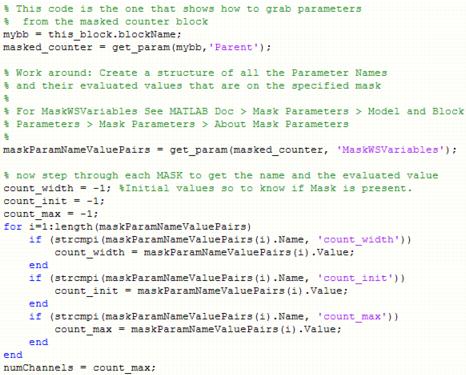 % This code is the one that shows how to grab parameters
%  from the masked counter block
mybb = this_block.blockName;
masked_counter = get_param(mybb,'Parent');

% Work around: Create a structure of all the Parameter Names
% and their evaluated values that are on the specified mask
%
% For MaskWSVariables See MATLAB Doc > Mask Parameters > Model and Block
% Parameters > Mask Parameters > About Mask Parameters
%
maskParamNameValuePairs = get_param(masked_counter, 'MaskWSVariables');

% now step through each MASK to get the name and the evaluated value
count_width = -1; %Initial values so to know if Mask is present.
count_init = -1;
count_max = -1;
for i=1:length(maskParamNameValuePairs)
    if (strcmpi(maskParamNameValuePairs(i).Name, 'count_width'))
        count_width = maskParamNameValuePairs(i).Value;
    end
    if (strcmpi(maskParamNameValuePairs(i).Name, 'count_init'))
        count_init = maskParamNameValuePairs(i).Value;
    end
    if (strcmpi(maskParamNameValuePairs(i).Name, 'count_max'))
        count_max = maskParamNameValuePairs(i).Value;
    end
end
numChannels = count_max;